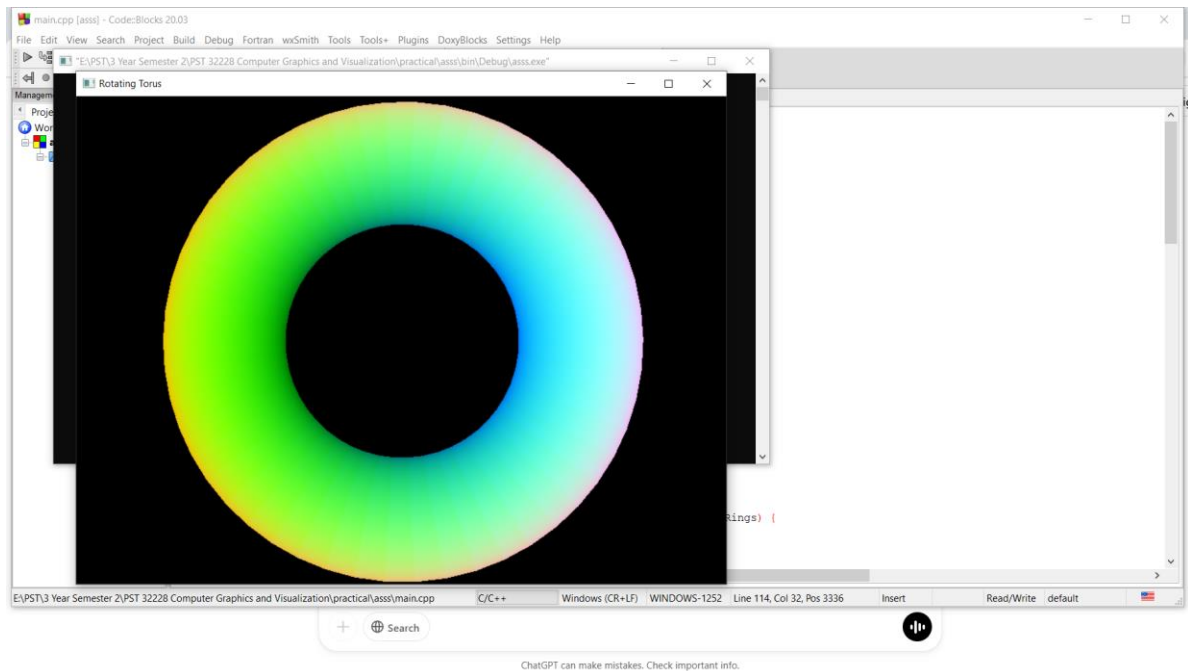 main.cpp [asss] - Code::Blocks 20.03
File Edit View Search Project Build Debug Fortran wxSmith Tools Tools+ Plugins DoxyBlocks Settings Help
"E:\PST\3 Year Semester 2\PST 32228 Computer Graphics and Visualization\practical\asss\bin\Debug\asss.exe"
Rotating Torus
Managem
Proje
Wor
Rings) {
E:\PST\3 Year Semester 2\PST 32228 Computer Graphics and Visualization\practical\asss\main.cpp C/C++ Windows (CR+LF) WINDOWS-1252 Line 114, Col 32, Pos 3336 Insert Read/Write default
Search
ChatGPT can make mistakes. Check important info.